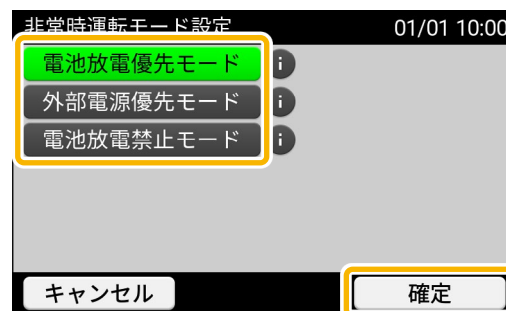 非常時運転モード設定 01/01 10:00
電池放電優先モード i
外部電源優先モード i
電池放電禁止モード i
キャンセル 確定